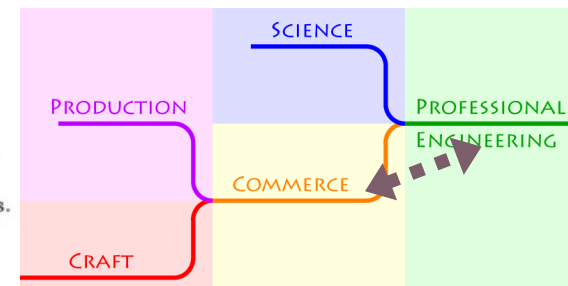 SCIENCE
PRODUCTION
PROFESSIONAL
ENGINEERING
COMMERCE
s.
CRAFT